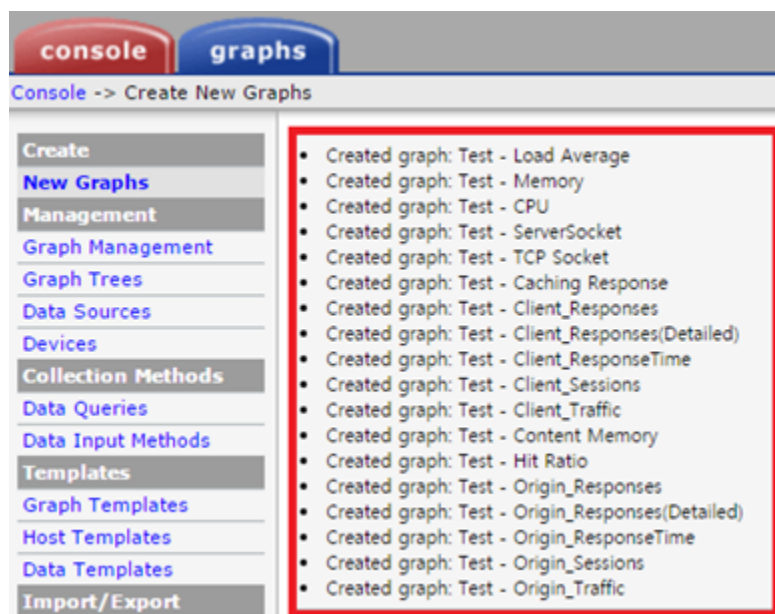 console
graphs
Console -> Create New Graphs
Create
New Graphs
Management
Graph Management
Graph Trees
Data Sources
Devices
Collection Methods
Data Queries
Data Input Methods
Templates
Graph Templates
Host Templates
Data Templates
Import/Export
• Created graph: Test - Load Average
• Created graph: Test - Memory
• Created graph: Test - CPU
• Created graph: Test - ServerSocket
• Created graph: Test - TCP Socket
• Created graph: Test - Caching Response
• Created graph: Test - Client_Responses
• Created graph: Test - Client_Responses(Detailed)
• Created graph: Test - Client_ResponseTime
• Created graph: Test - Client_Sessions
• Created graph: Test - Client_Traffic
• Created graph: Test - Content Memory
• Created graph: Test - Hit Ratio
• Created graph: Test - Origin_Responses
• Created graph: Test - Origin_Responses(Detailed)
• Created graph: Test - Origin_ResponseTime
• Created graph: Test - Origin_Sessions
• Created graph: Test - Origin_Traffic